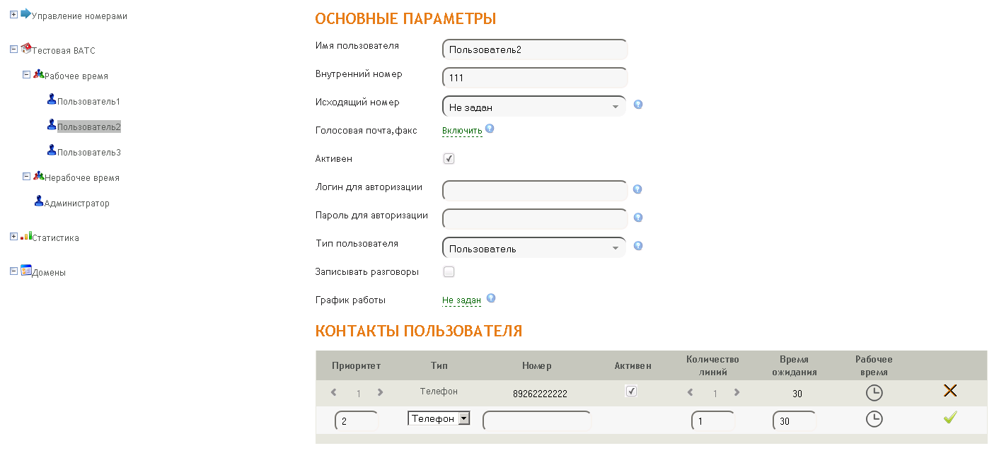 Управление номерами
Тестовая ВАТС
Рабочее время
Пользователь1
Пользователь2
Пользователь3
Нерабочее время
Администратор
Статистика
Домены
ОСНОВНЫЕ ПАРАМЕТРЫ
Имя пользователя Пользователь2
Внутренний номер 111
Исходящий номер Не задан
Голосовая почта,факс Включить
Активен
Логин для авторизации
Пароль для авторизации
Тип пользователя Пользователь
Записывать разговоры
График работы Не задан
КОНТАКТЫ ПОЛЬЗОВАТЕЛЯ
Приоритет Тип Номер Активен Количество линий Время ожидания Рабочее время
1 Телефон 89262222222 1 30
2 Телефон 1 30